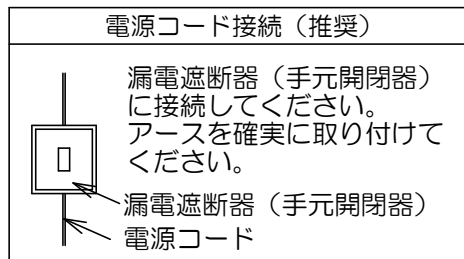 電源コード接続（推奨）
漏電遮断器（手元開閉器）
に接続してください。
アースを確実に取り付けて
ください。
漏電遮断器（手元開閉器）
電源コード